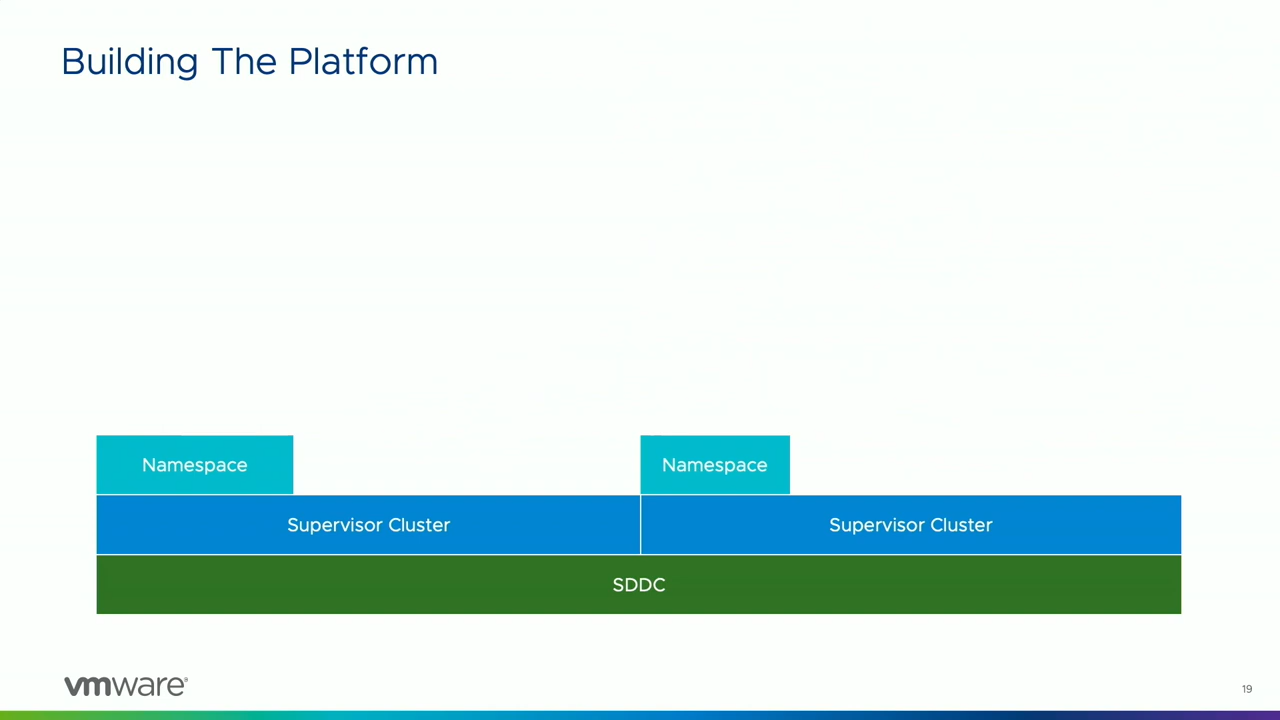 Building The Platform
Namespace
Namespace
Supervisor Cluster
Supervisor Cluster
SDDC
vmware®
19